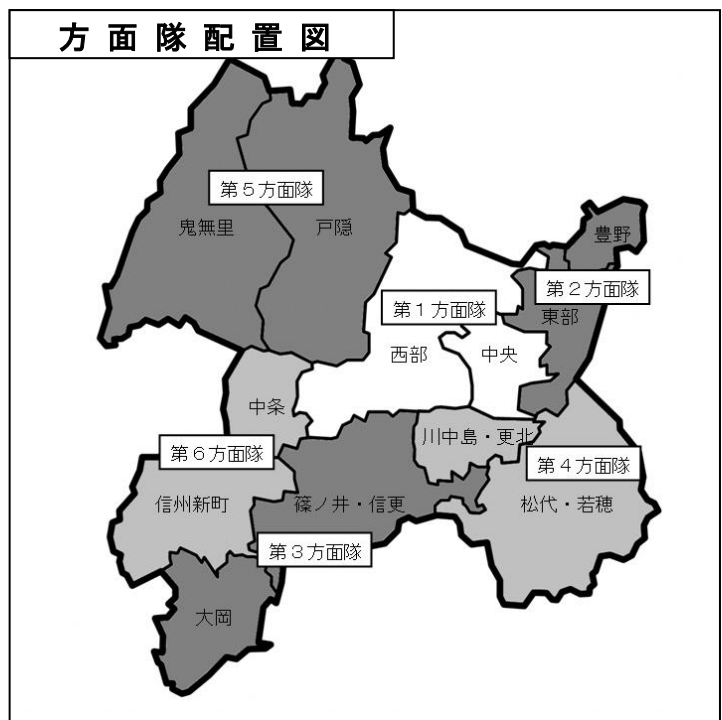 方面隊配置図
第５方面隊
鬼無里
戸隠
豊野
第２方面隊
東部
第１方面隊
西部
中央
中条
川中島・更北
第６方面隊
第４方面隊
信州新町
篠ノ井・信更
松代・若穂
第３方面隊
大岡